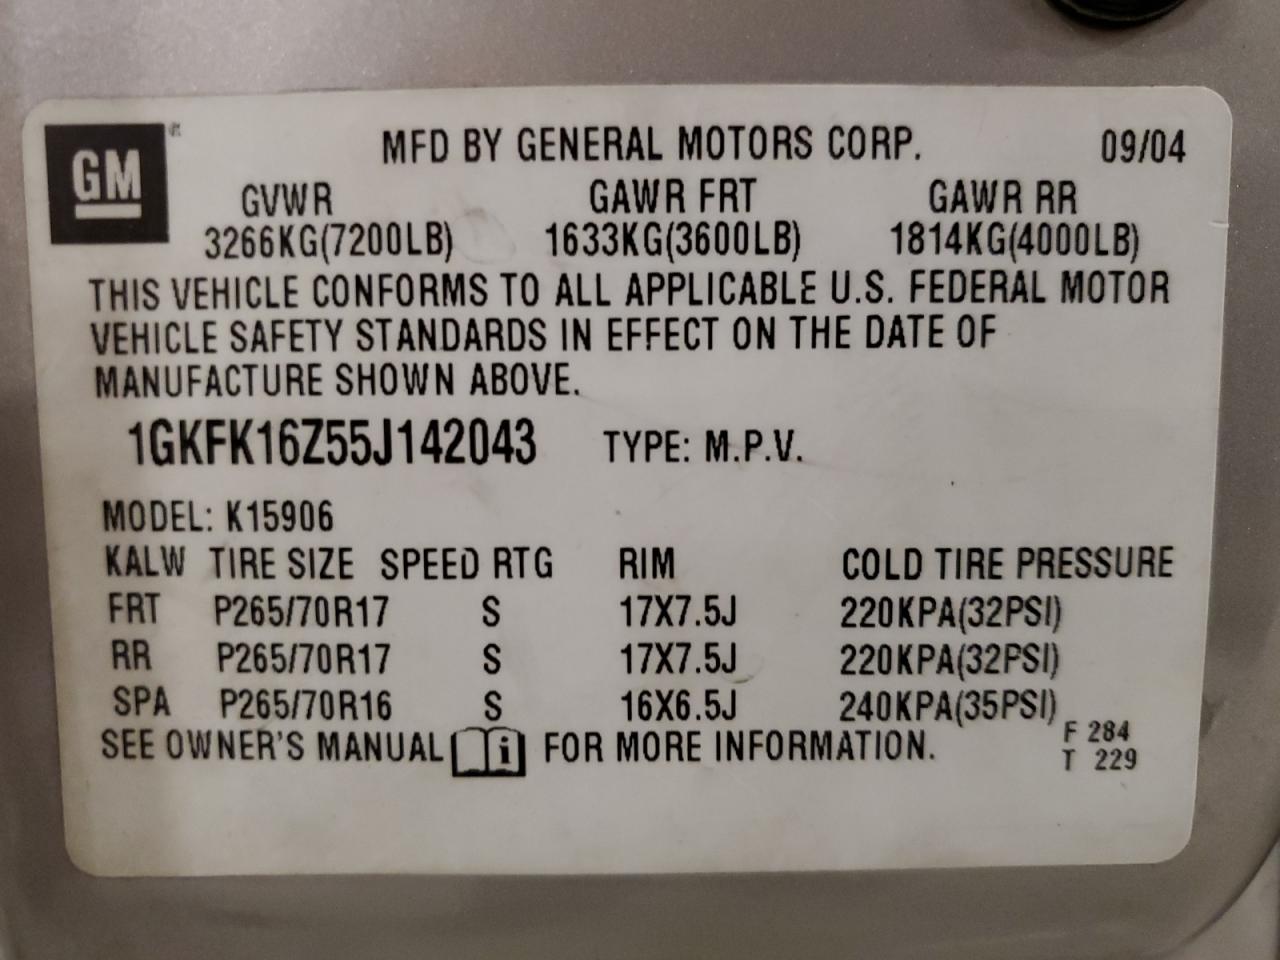 GM
MFD BY GENERAL MOTORS CORP. 09/04
GVWR GAWR FRT GAWR RR
3266KG(7200LB) 1633KG(3600LB) 1814KG(4000LB)
THIS VEHICLE CONFORMS TO ALL APPLICABLE U.S. FEDERAL MOTOR
VEHICLE SAFETY STANDARDS IN EFFECT ON THE DATE OF
MANUFACTURE SHOWN ABOVE.
1GKFK16Z55J142043 TYPE: M.P.V.
MODEL: K15906
KALW TIRE SIZE SPEED RTG RIM COLD TIRE PRESSURE
FRT P265/70R17 S 17X7.5J 220KPA(32PSI)
RR P265/70R17 S 17X7.5J 220KPA(32PSI)
SPA P265/70R16 S 16X6.5J 240KPA(35PSI)
SEE OWNER'S MANUAL i FOR MORE INFORMATION.
F 284
T 229